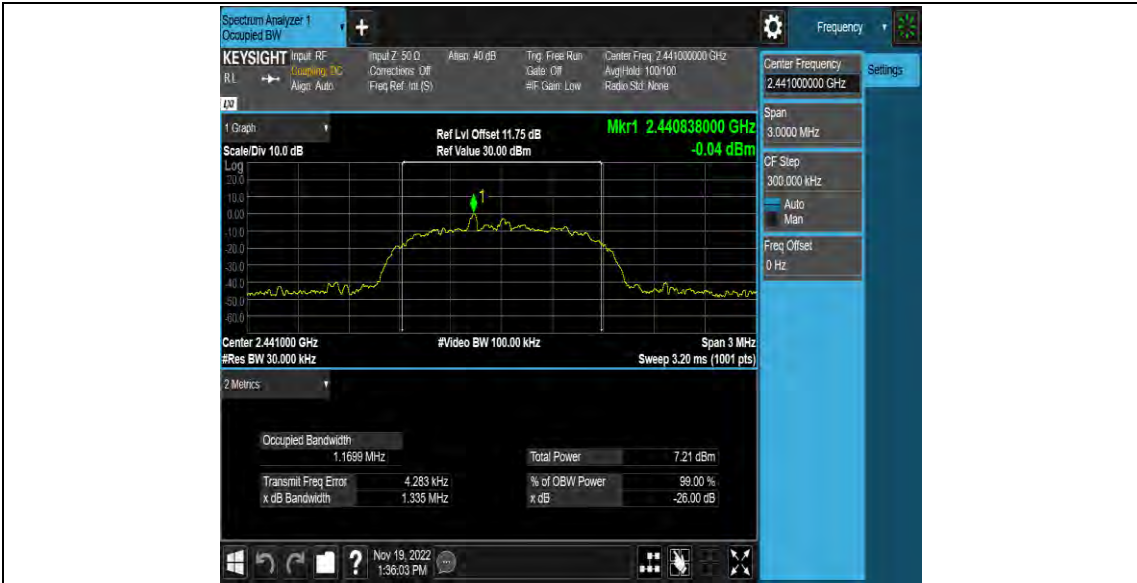 Spectrum Analyzer 1
Occupied BW
+
Frequency
KEYSIGHT Input: RF Input Z: 50 Ω Atten: 40 dB Trig: Free Run Center Freq: 2.441000000 GHz
R L Coupling: DC Corrections: Off Gate: Off Avg|Hold: 100/100
Align: Auto Freq Ref: Int (S) #IF Gain: Low Radio Std: None
LXI
Center Frequency
2.441000000 GHz
Settings
Span
3.0000 MHz
CF Step
300.000 kHz
Auto
Man
Freq Offset
0 Hz
1 Graph Ref Lvl Offset 11.75 dB Mkr1 2.440838000 GHz
Scale/Div 10.0 dB Ref Value 30.00 dBm -0.04 dBm
Log
20.0
10.0
0.00
-10.0
-20.0
-30.0
-40.0
-50.0
-60.0
1
Center 2.441000 GHz #Video BW 100.00 kHz Span 3 MHz
#Res BW 30.000 kHz Sweep 3.20 ms (1001 pts)
2 Metrics
Occupied Bandwidth
1.1699 MHz Total Power 7.21 dBm
Transmit Freq Error 4.283 kHz % of OBW Power 99.00 %
x dB Bandwidth 1.335 MHz x dB -26.00 dB
? Nov 19, 2022
1:36:03 PM